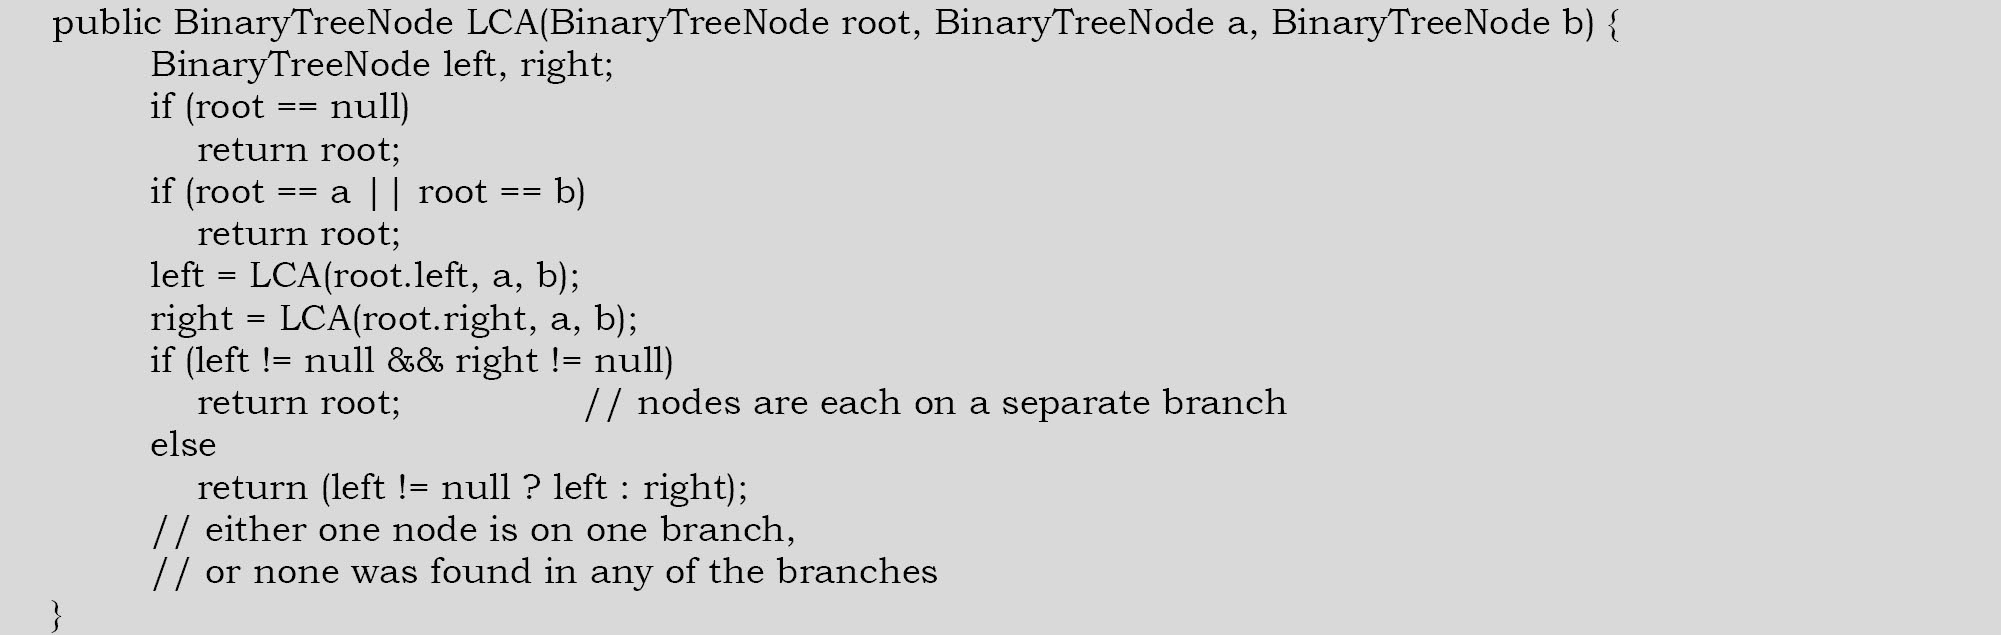 public BinaryTreeNode LCA(BinaryTreeNode root, BinaryTreeNode a, BinaryTreeNode b) {
BinaryTreeNode left, right;
if (root == null)
return root;
if (root == a || root == b)
return root;
left = LCA(root.left, a, b);
right = LCA(root.right, a, b);
if (left != null && right != null)
return root; // nodes are each on a separate branch
else
return (left != null ? left : right);
// either one node is on one branch,
// or none was found in any of the branches
}